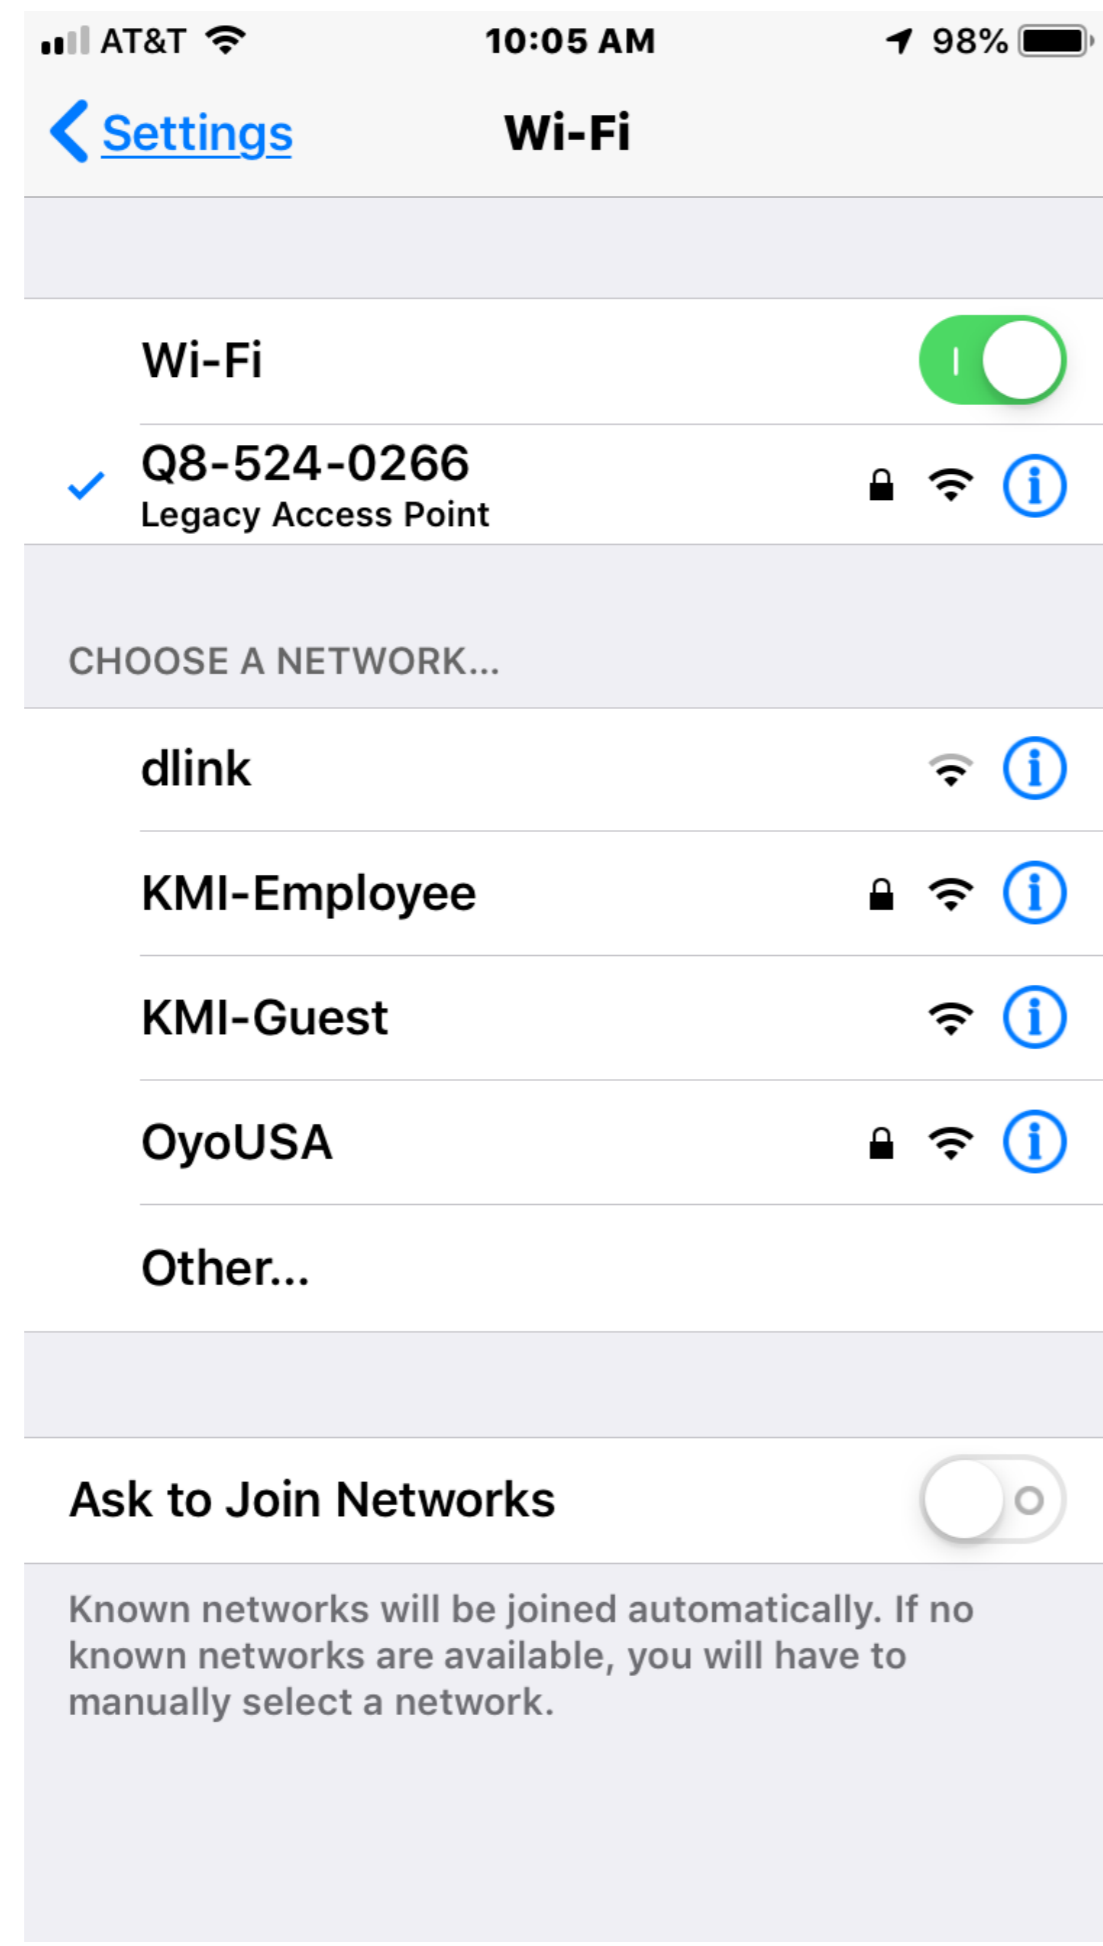 AT&T 10:05 AM 98%
Settings Wi-Fi
Wi-Fi
Q8-524-0266
Legacy Access Point
CHOOSE A NETWORK...
dlink
KMI-Employee
KMI-Guest
OyoUSA
Other...
Ask to Join Networks
Known networks will be joined automatically. If no
known networks are available, you will have to
manually select a network.